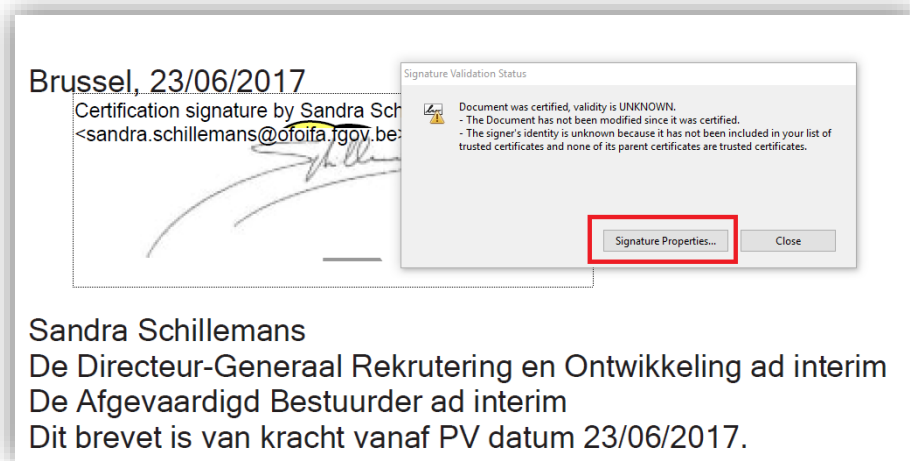 Brussel, 23/06/2017
Certification signature by Sandra Sch
<sandra.schillemans@ofoifa.fgov.be>
Signature Validation Status
Document was certified, validity is UNKNOWN.
- The Document has not been modified since it was certified.
- The signer's identity is unknown because it has not been included in your list of
trusted certificates and none of its parent certificates are trusted certificates.
Signature Properties... Close
Sandra Schillemans
De Directeur-Generaal Rekrutering en Ontwikkeling ad interim
De Afgevaardigd Bestuurder ad interim
Dit brevet is van kracht vanaf PV datum 23/06/2017.